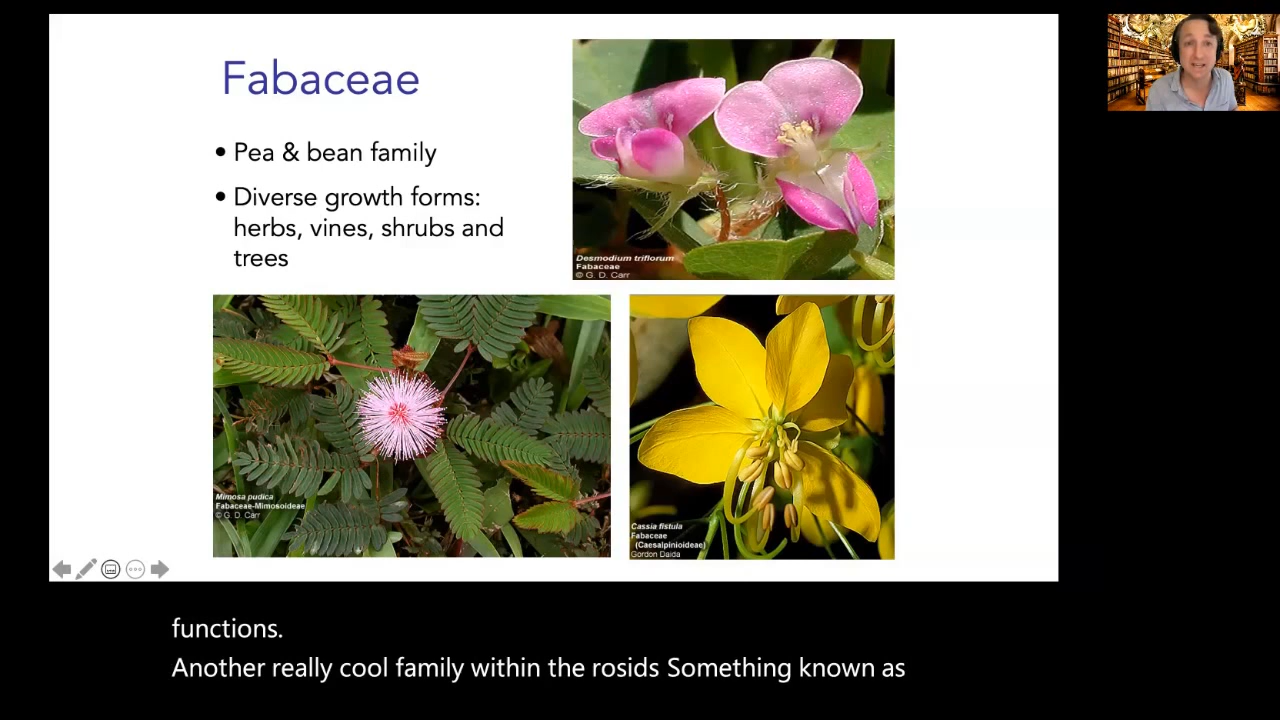 Fabaceae
• Pea & bean family
• Diverse growth forms:
herbs, vines, shrubs and
trees
Desmodium triflorum
Fabaceae
© G. D. Carr
Mimosa pudica
Fabaceae-Mimosoideae
© G. D. Carr
Cassia fistula
Fabaceae
(Caesalpinioideae)
Gordon Daida
functions.
Another really cool family within the rosids Something known as